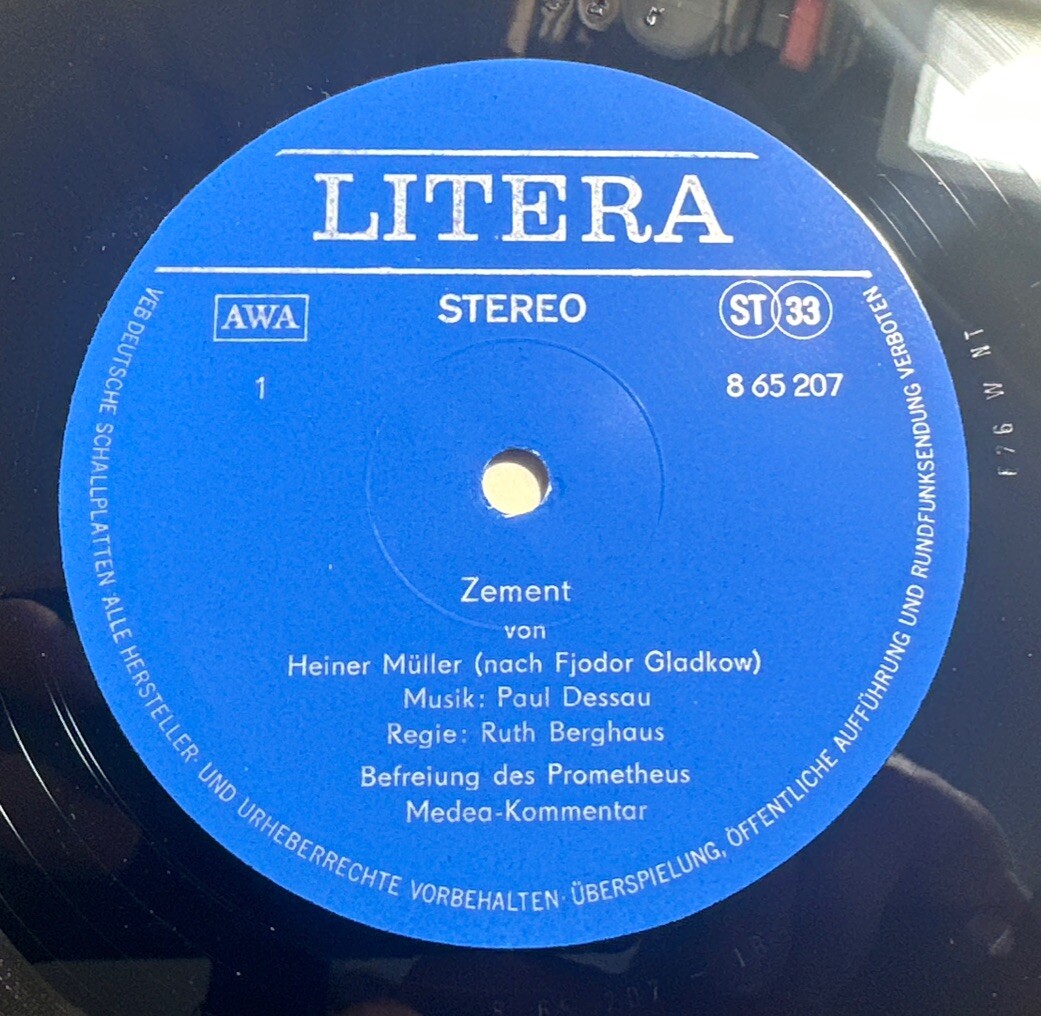 LITERA
AWA
STEREO
ST 33
1
8 65 207
Zement
von
Heiner Müller (nach Fjodor Gladkow)
Musik: Paul Dessau
Regie: Ruth Berghaus
Befreiung des Prometheus
Medea-Kommentar
VEB DEUTSCHE SCHALLPLATTEN · ALLE HERSTELLER- UND URHEBERRECHTE VORBEHALTEN · ÜBERSPIELUNG, ÖFFENTLICHE AUFFÜHRUNG UND RUNDFUNKSENDUNG VERBOTEN